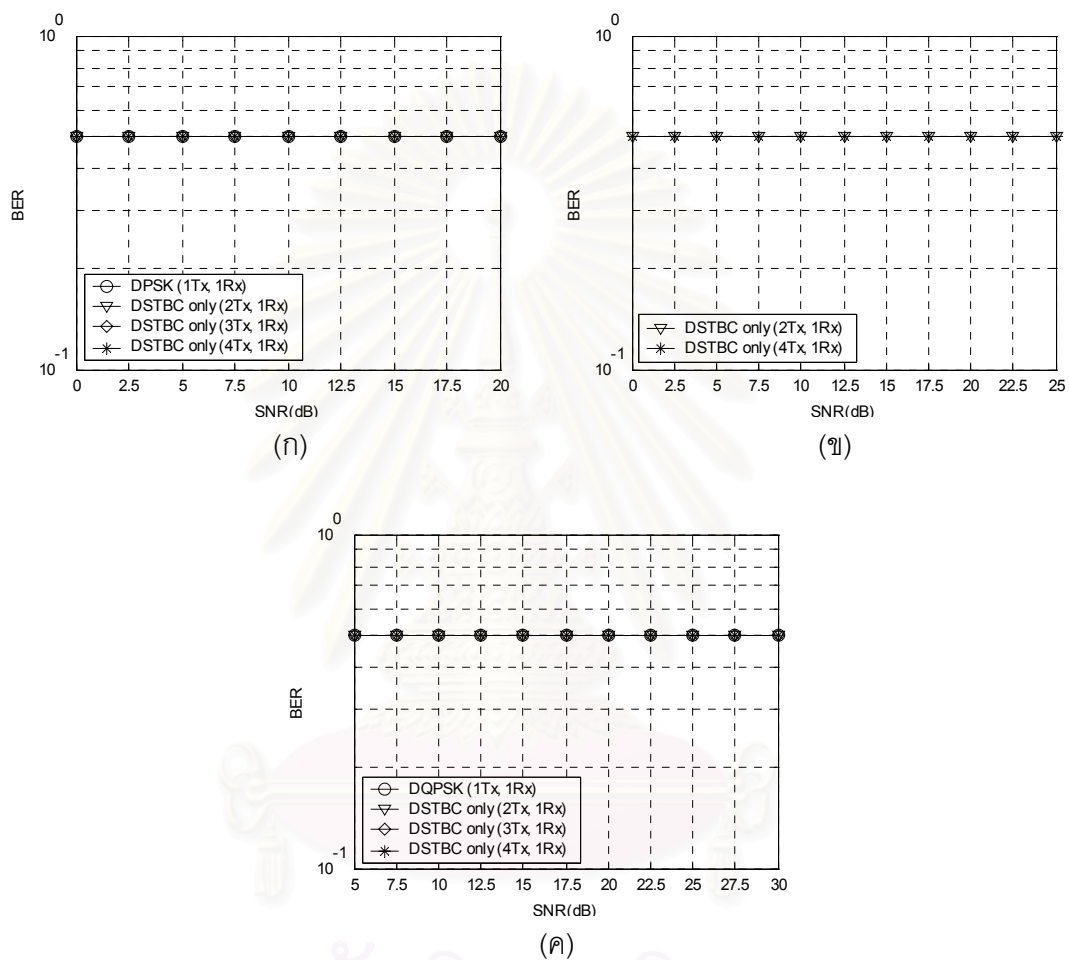 10^0
BER
DPSK (1Tx, 1Rx)
DSTBC only (2Tx, 1Rx)
DSTBC only (3Tx, 1Rx)
DSTBC only (4Tx, 1Rx)
10^-1
0 2.5 5 7.5 10 12.5 15 17.5 20
SNR(dB)
(ก)
10^0
BER
DSTBC only (2Tx, 1Rx)
DSTBC only (4Tx, 1Rx)
10^-1
0 2.5 5 7.5 10 12.5 15 17.5 20 22.5 25
SNR(dB)
(ข)
10^0
BER
DQPSK (1Tx, 1Rx)
DSTBC only (2Tx, 1Rx)
DSTBC only (3Tx, 1Rx)
DSTBC only (4Tx, 1Rx)
10^-1
5 7.5 10 12.5 15 17.5 20 22.5 25 27.5 30
SNR(dB)
(ค)